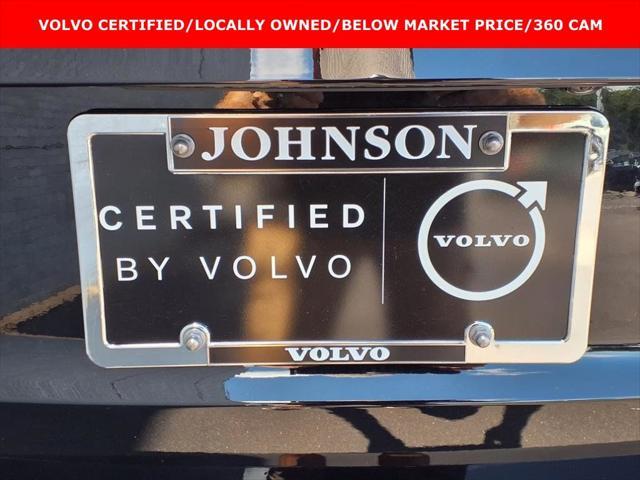 VOLVO CERTIFIED/LOCALLY OWNED/BELOW MARKET PRICE/360 CAM
JOHNSON
CERTIFIED
BY VOLVO
VOLVO
VOLVO